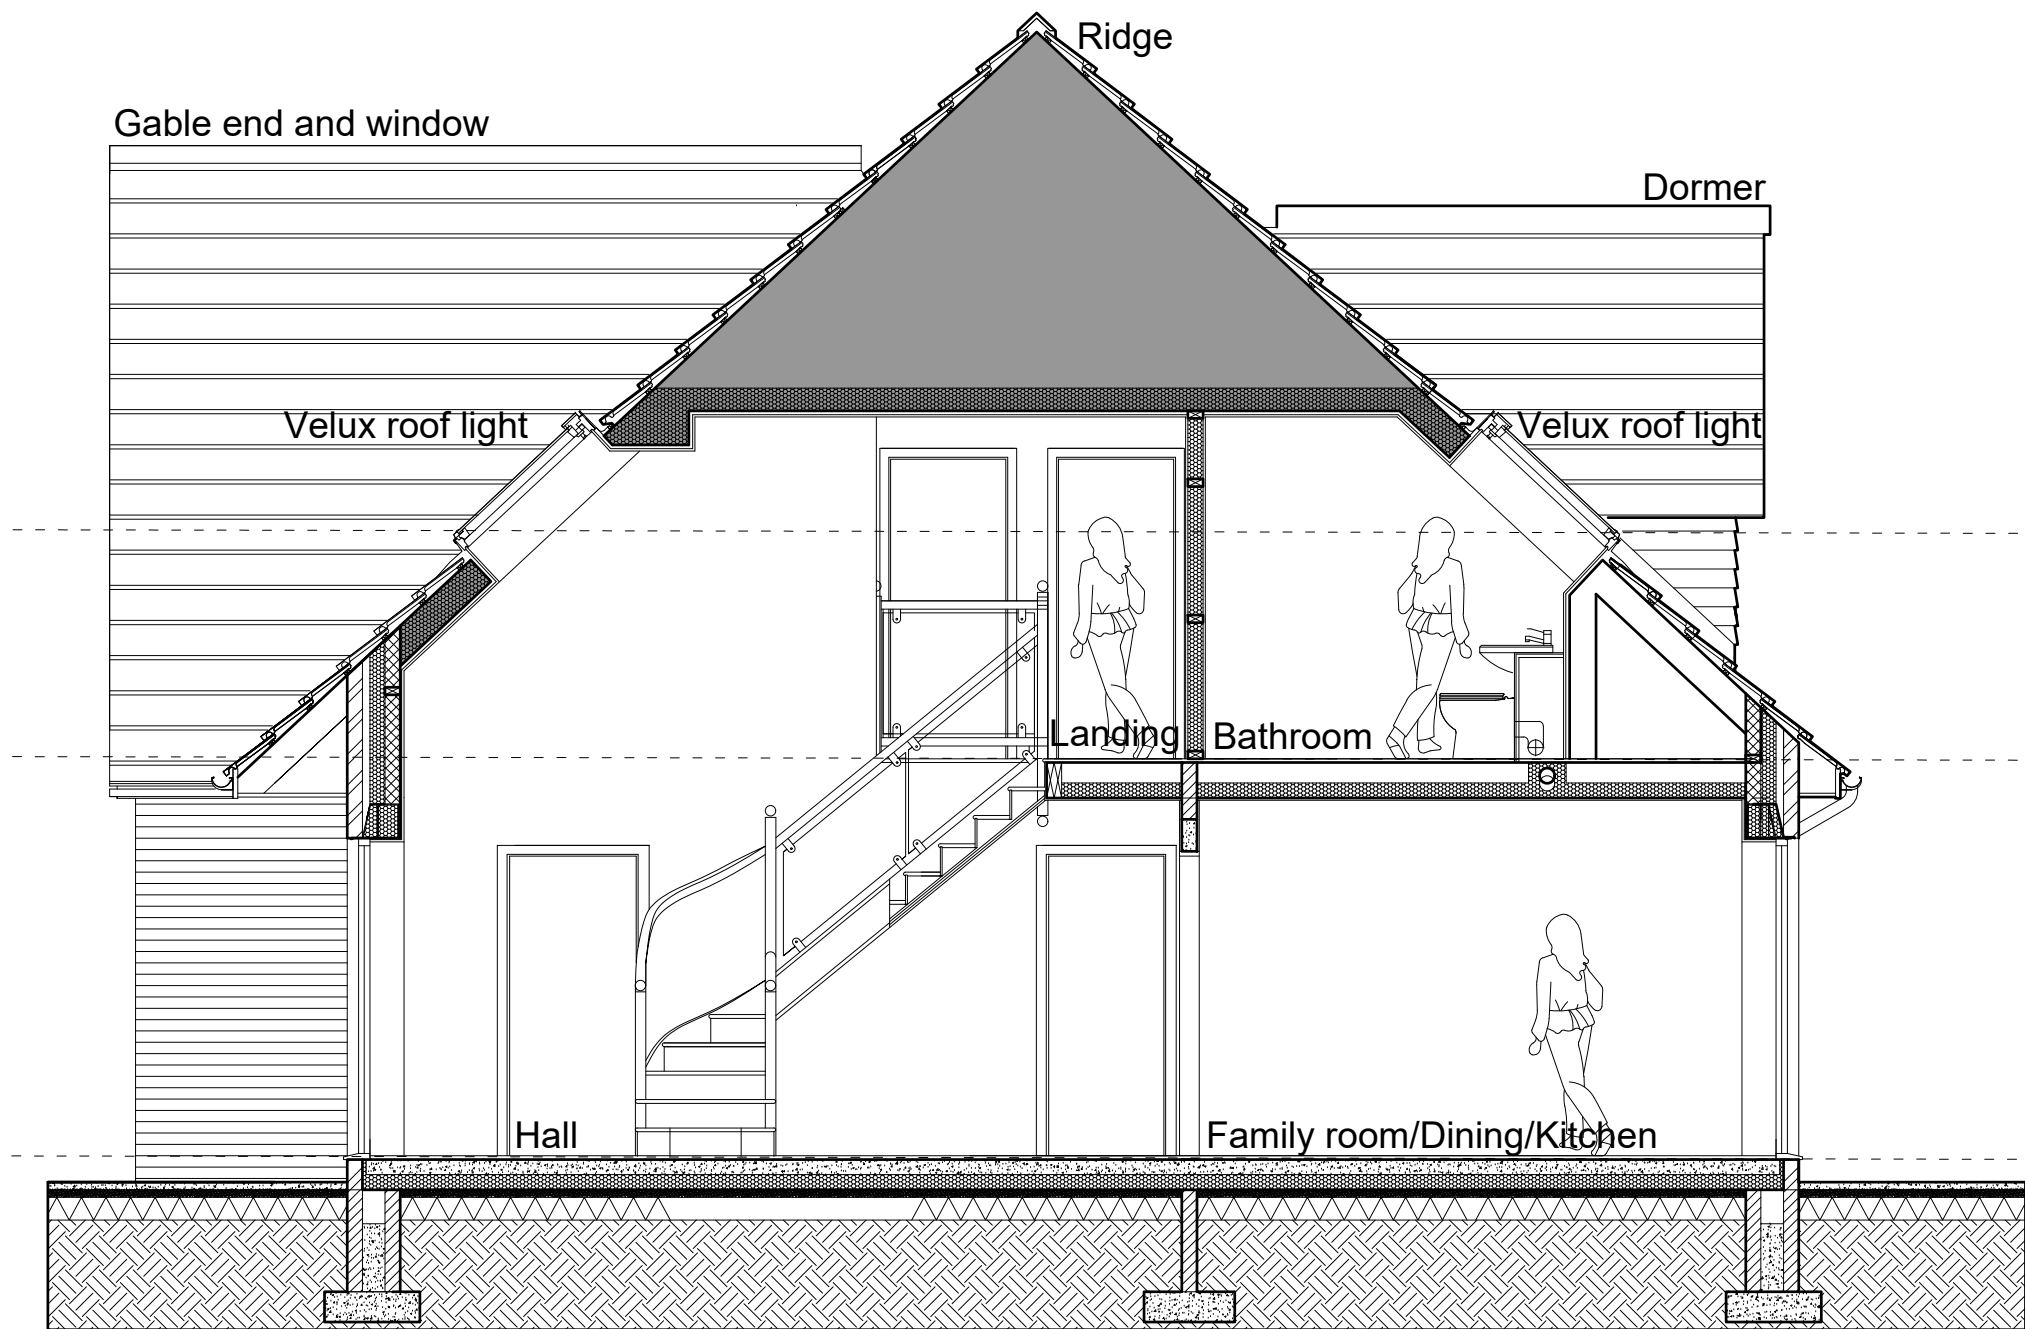 Ridge
Gable end and window
Dormer
Velux roof light
Velux roof light
Landing
Bathroom
Hall
Family room/Dining/Kitchen